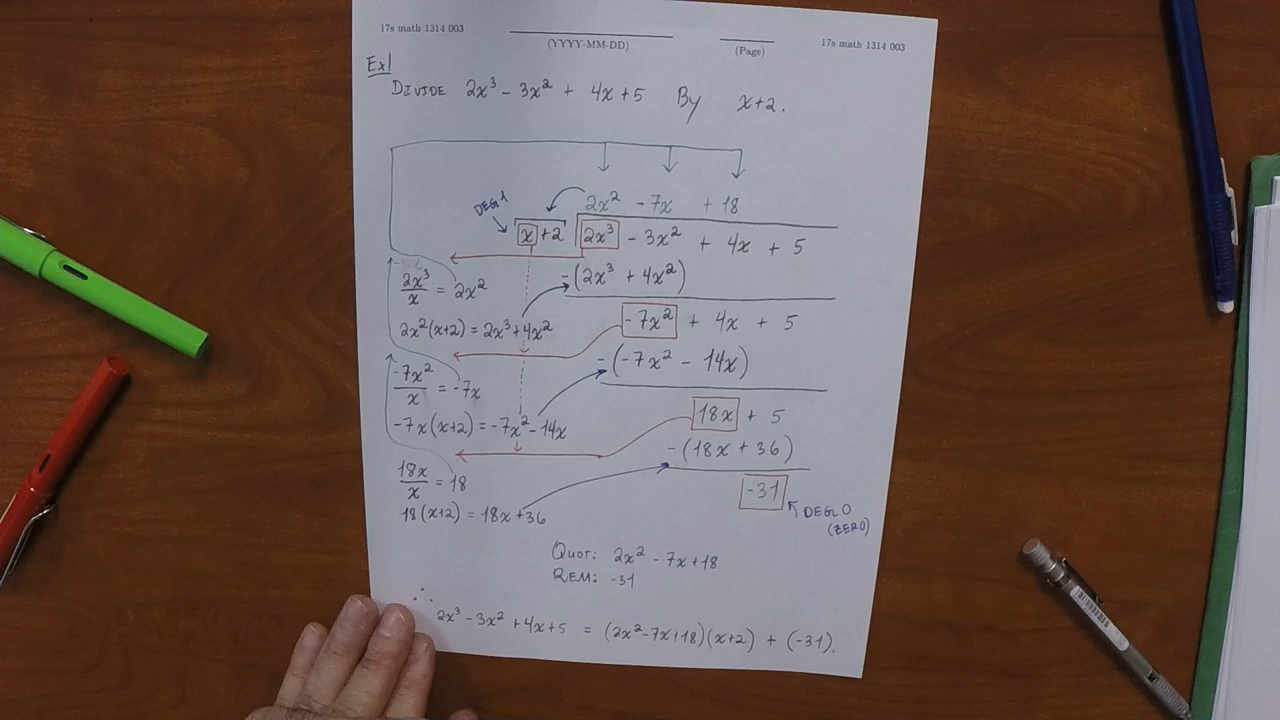 17s math 1314 003
(YYYY-MM-DD)
(Page)
17s math 1314 003
Ex1
DIVIDE 2x³ - 3x² + 4x + 5 By x+2.
2x² - 7x + 18
DEG 1
x + 2 2x³ - 3x² + 4x + 5
-(2x³ + 4x²)
2x³/x = 2x²
2x²(x+2) = 2x³ + 4x²
-7x² + 4x + 5
-(-7x² - 14x)
-7x²/x = -7x
-7x(x+2) = -7x² - 14x
18x + 5
-(18x + 36)
18x/x = 18
18(x+2) = 18x + 36
-31
DEG 0
(ZERO)
Quot: 2x² - 7x + 18
REM: -31
∴
2x³ - 3x² + 4x + 5 = (2x² - 7x + 18)(x+2) + (-31).